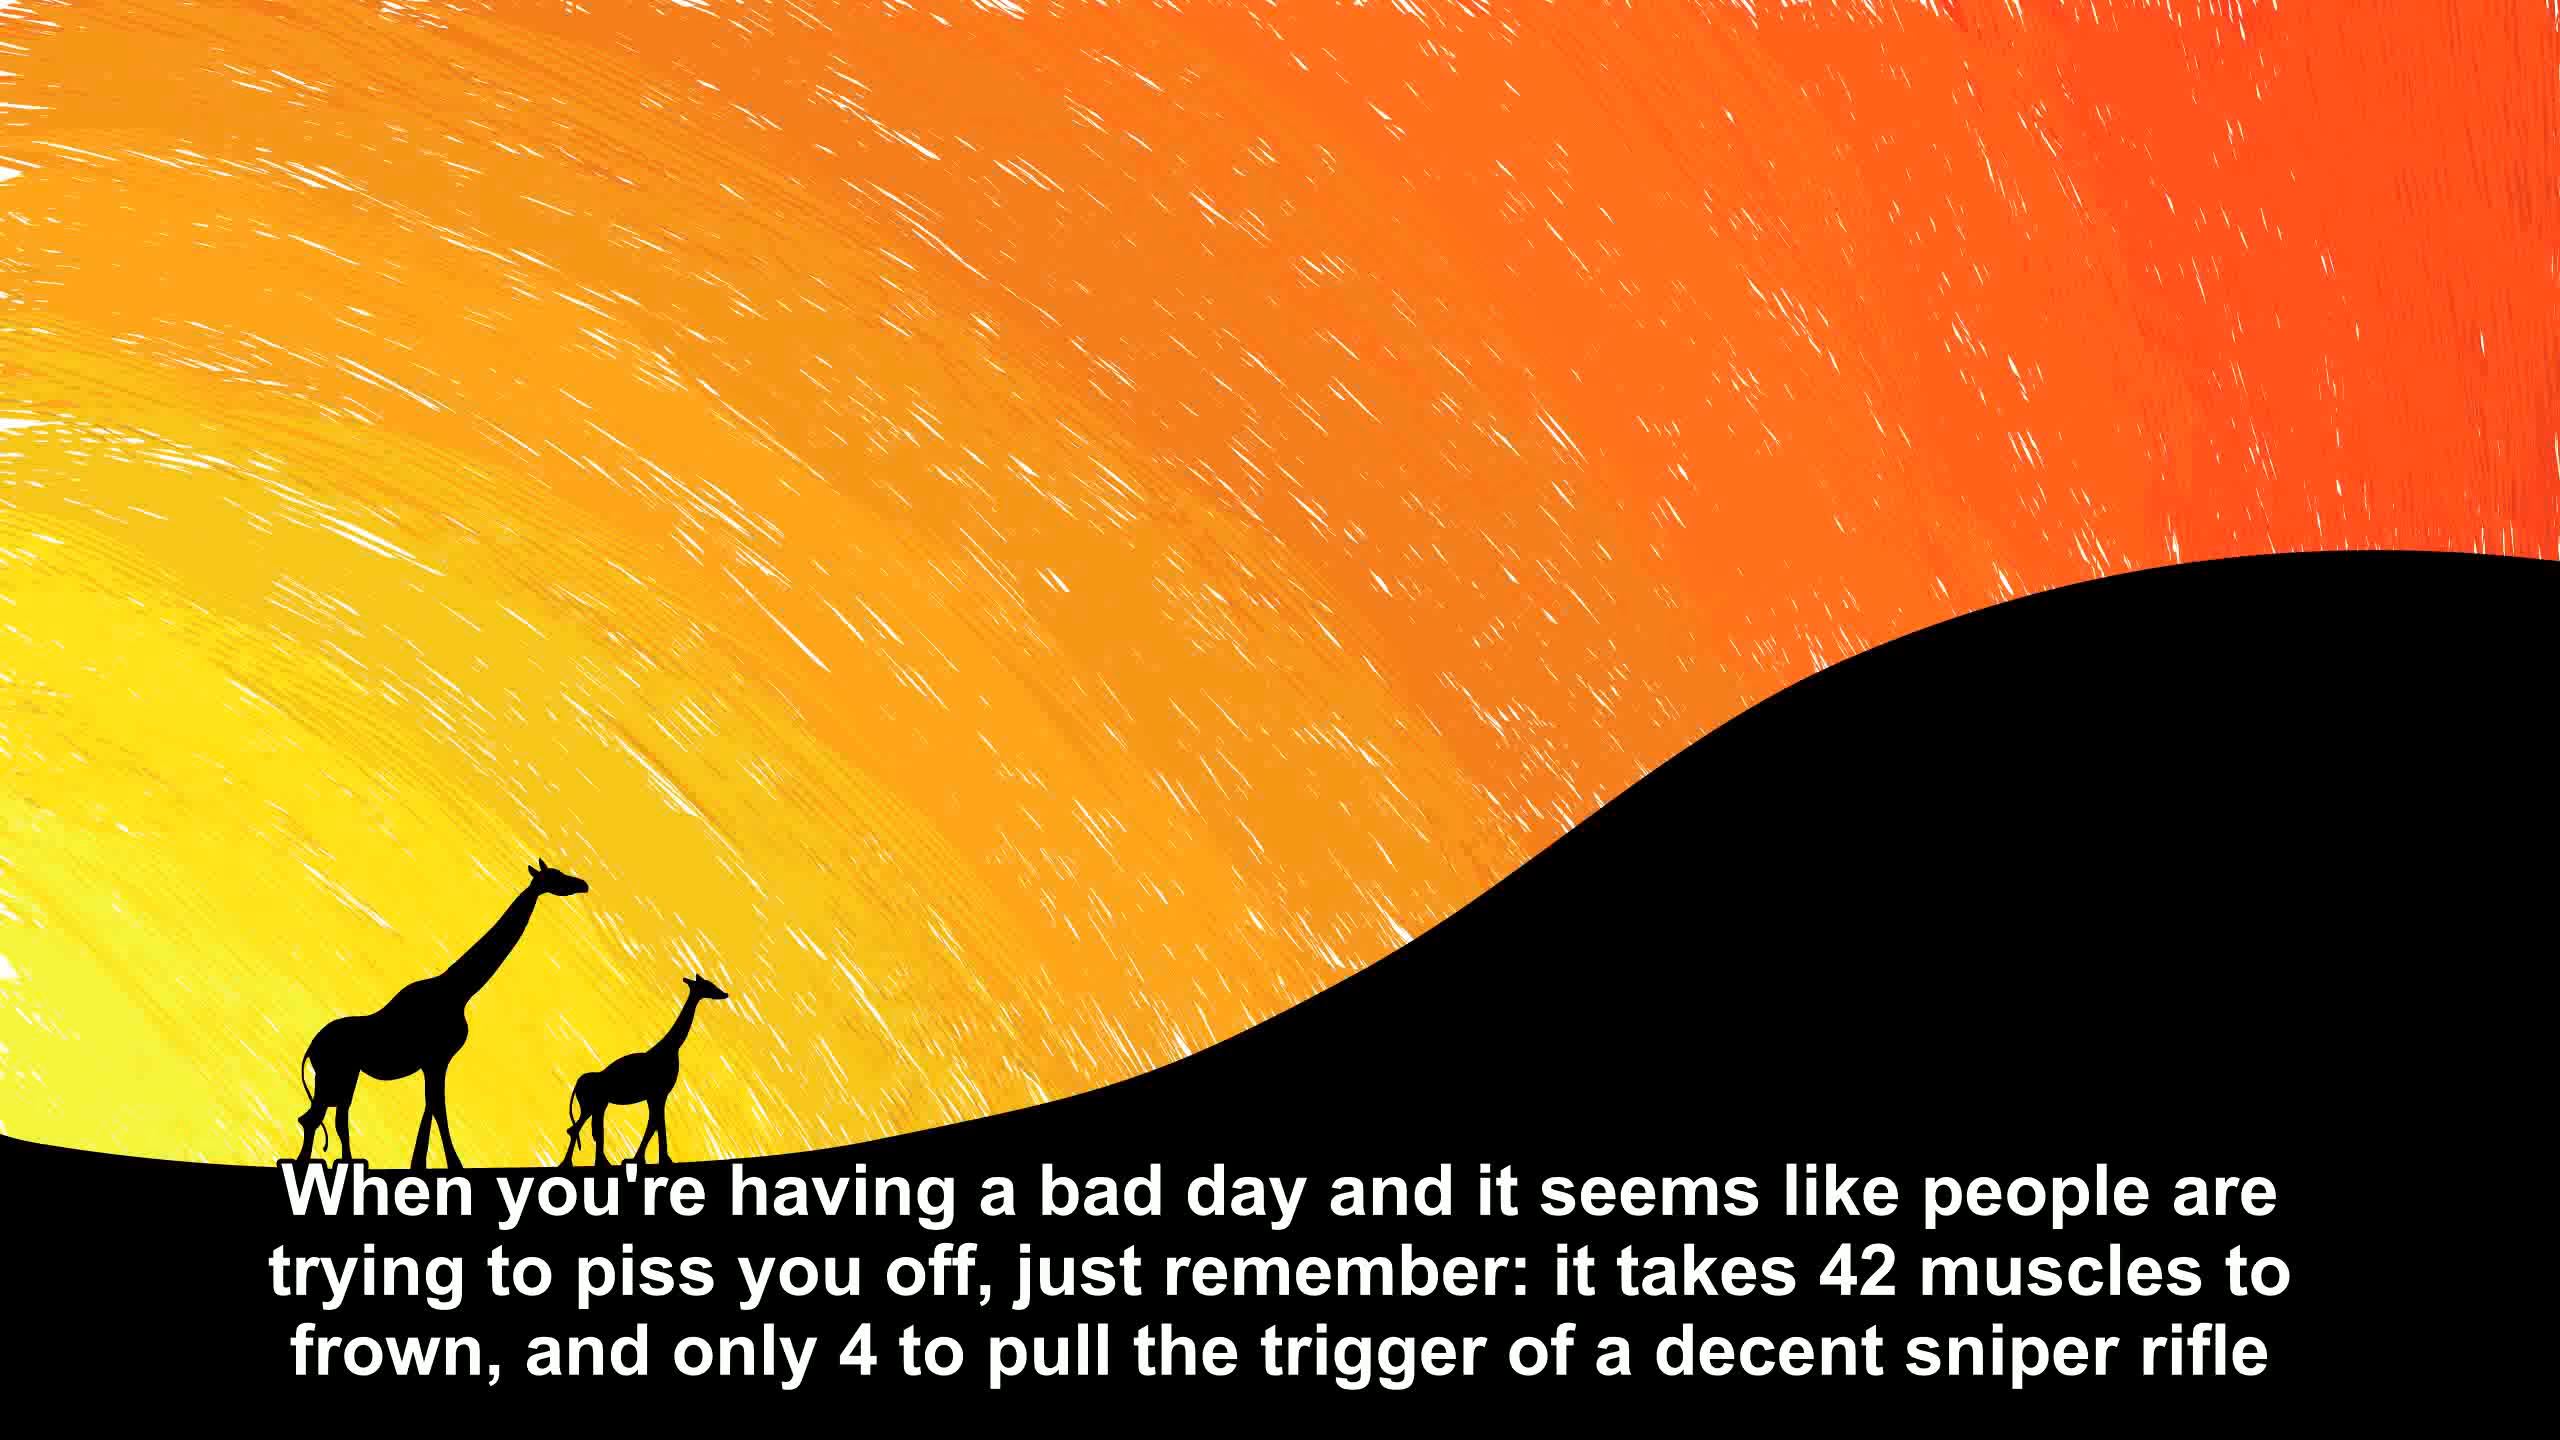 When you're having a bad day and it seems like people are
trying to piss you off, just remember: it takes 42 muscles to
frown, and only 4 to pull the trigger of a decent sniper rifle